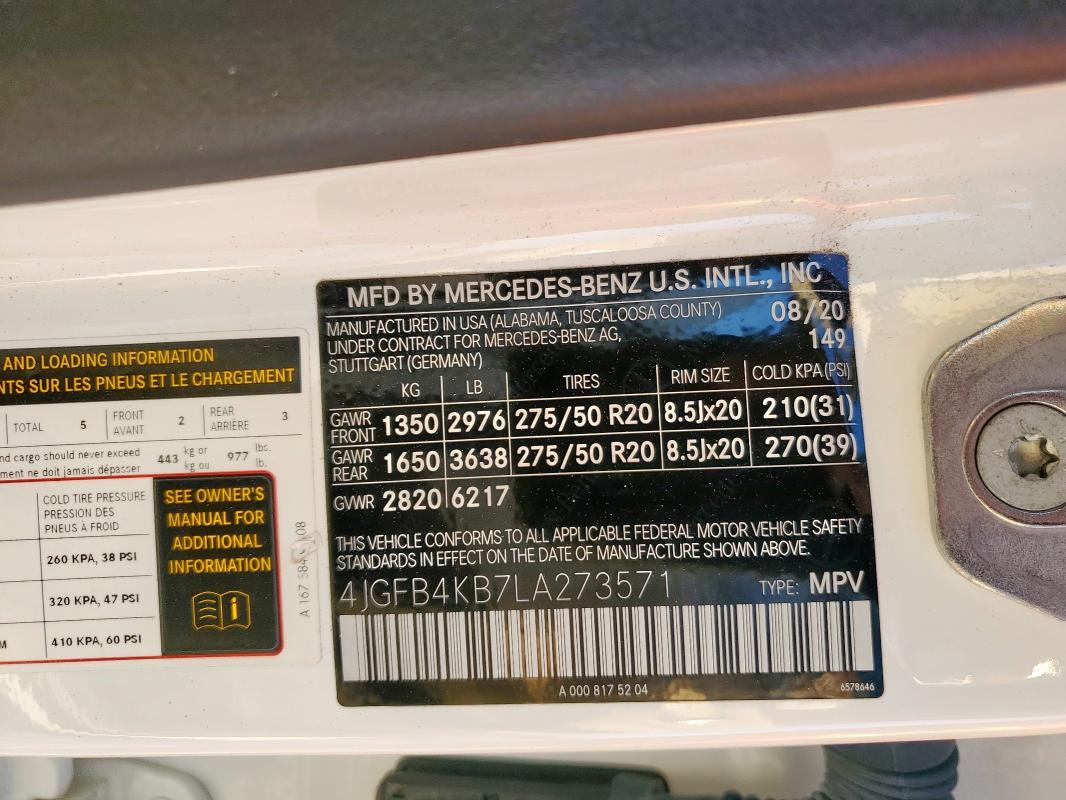 AND LOADING INFORMATION
NTS SUR LES PNEUS ET LE CHARGEMENT
TOTAL 5 FRONT AVANT 2 REAR ARRIÈRE 3
nd cargo should never exceed 443 kg or 977 lbs.
ment ne doit jamais dépasser kg ou lb.
COLD TIRE PRESSURE
PRESSION DES
PNEUS À FROID
260 KPA, 38 PSI
320 KPA, 47 PSI
M 410 KPA, 60 PSI
SEE OWNER'S
MANUAL FOR
ADDITIONAL
INFORMATION
A 167 584 08
MFD BY MERCEDES-BENZ U.S. INTL., INC
MANUFACTURED IN USA (ALABAMA, TUSCALOOSA COUNTY) 08/20
UNDER CONTRACT FOR MERCEDES-BENZ AG, 149
STUTTGART (GERMANY)
KG LB TIRES RIM SIZE COLD KPA(PSI)
GAWR FRONT 1350 2976 275/50 R20 8.5Jx20 210(31)
GAWR REAR 1650 3638 275/50 R20 8.5Jx20 270(39)
GVWR 2820 6217
THIS VEHICLE CONFORMS TO ALL APPLICABLE FEDERAL MOTOR VEHICLE SAFETY
STANDARDS IN EFFECT ON THE DATE OF MANUFACTURE SHOWN ABOVE.
4JGFB4KB7LA273571 TYPE: MPV
A 000 817 52 04 6578646